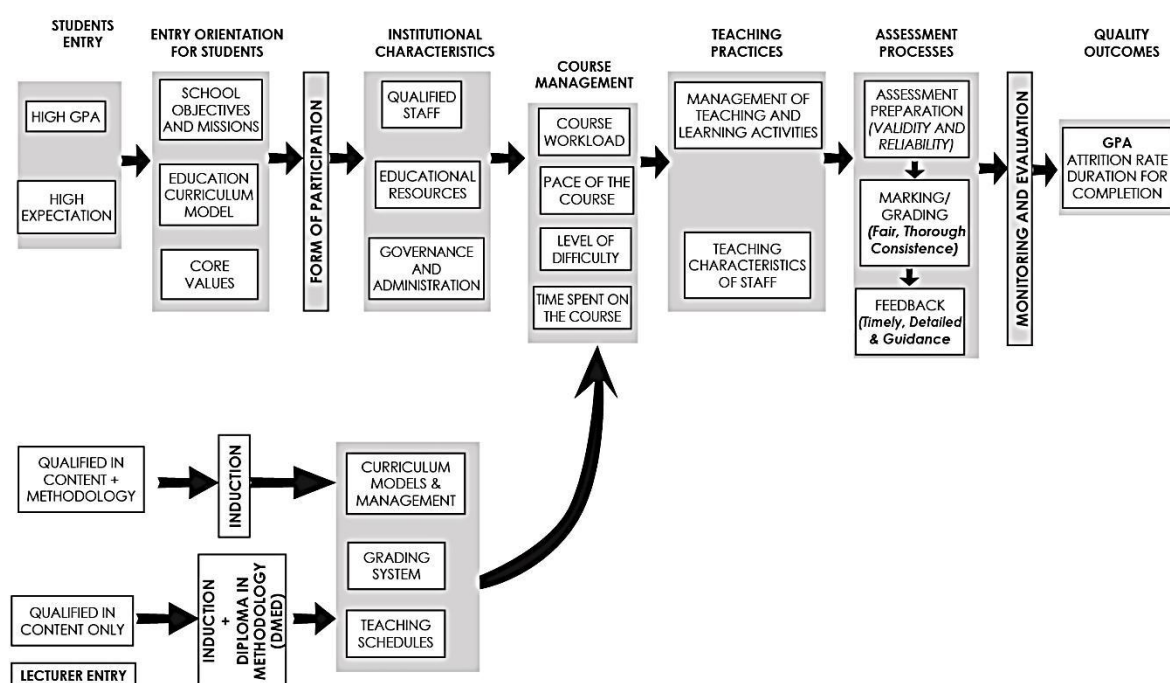 STUDENTS
ENTRY
HIGH GPA
HIGH
EXPECTATION
ENTRY ORIENTATION
FOR STUDENTS
SCHOOL
OBJECTIVES
AND MISSIONS
EDUCATION
CURRICULUM
MODEL
CORE
VALUES
FORM OF PARTICIPATION
INSTITUTIONAL
CHARACTERISTICS
QUALIFIED
STAFF
EDUCATIONAL
RESOURCES
GOVERNANCE
AND
ADMINISTRATION
COURSE
MANAGEMENT
COURSE
WORKLOAD
PACE OF THE
COURSE
LEVEL OF
DIFFICULTY
TIME SPENT ON
THE COURSE
TEACHING
PRACTICES
MANAGEMENT OF
TEACHING AND
LEARNING ACTIVITIES
TEACHING
CHARACTERISTICS
OF STAFF
ASSESSMENT
PROCESSES
ASSESSMENT
PREPARATION
(VALIDITY AND
RELIABILITY)
MARKING/
GRADING
(Fair, Thorough
Consistence)
FEEDBACK
(Timely, Detailed
& Guidance
MONITORING AND EVALUATION
QUALITY
OUTCOMES
GPA
ATTRITION RATE
DURATION FOR
COMPLETION
QUALIFIED IN
CONTENT +
METHODOLOGY
INDUCTION
CURRICULUM
MODELS &
MANAGEMENT
GRADING
SYSTEM
TEACHING
SCHEDULES
QUALIFIED IN
CONTENT ONLY
INDUCTION
+
DIPLOMA IN
METHODOLOGY
(DMED)
LECTURER ENTRY